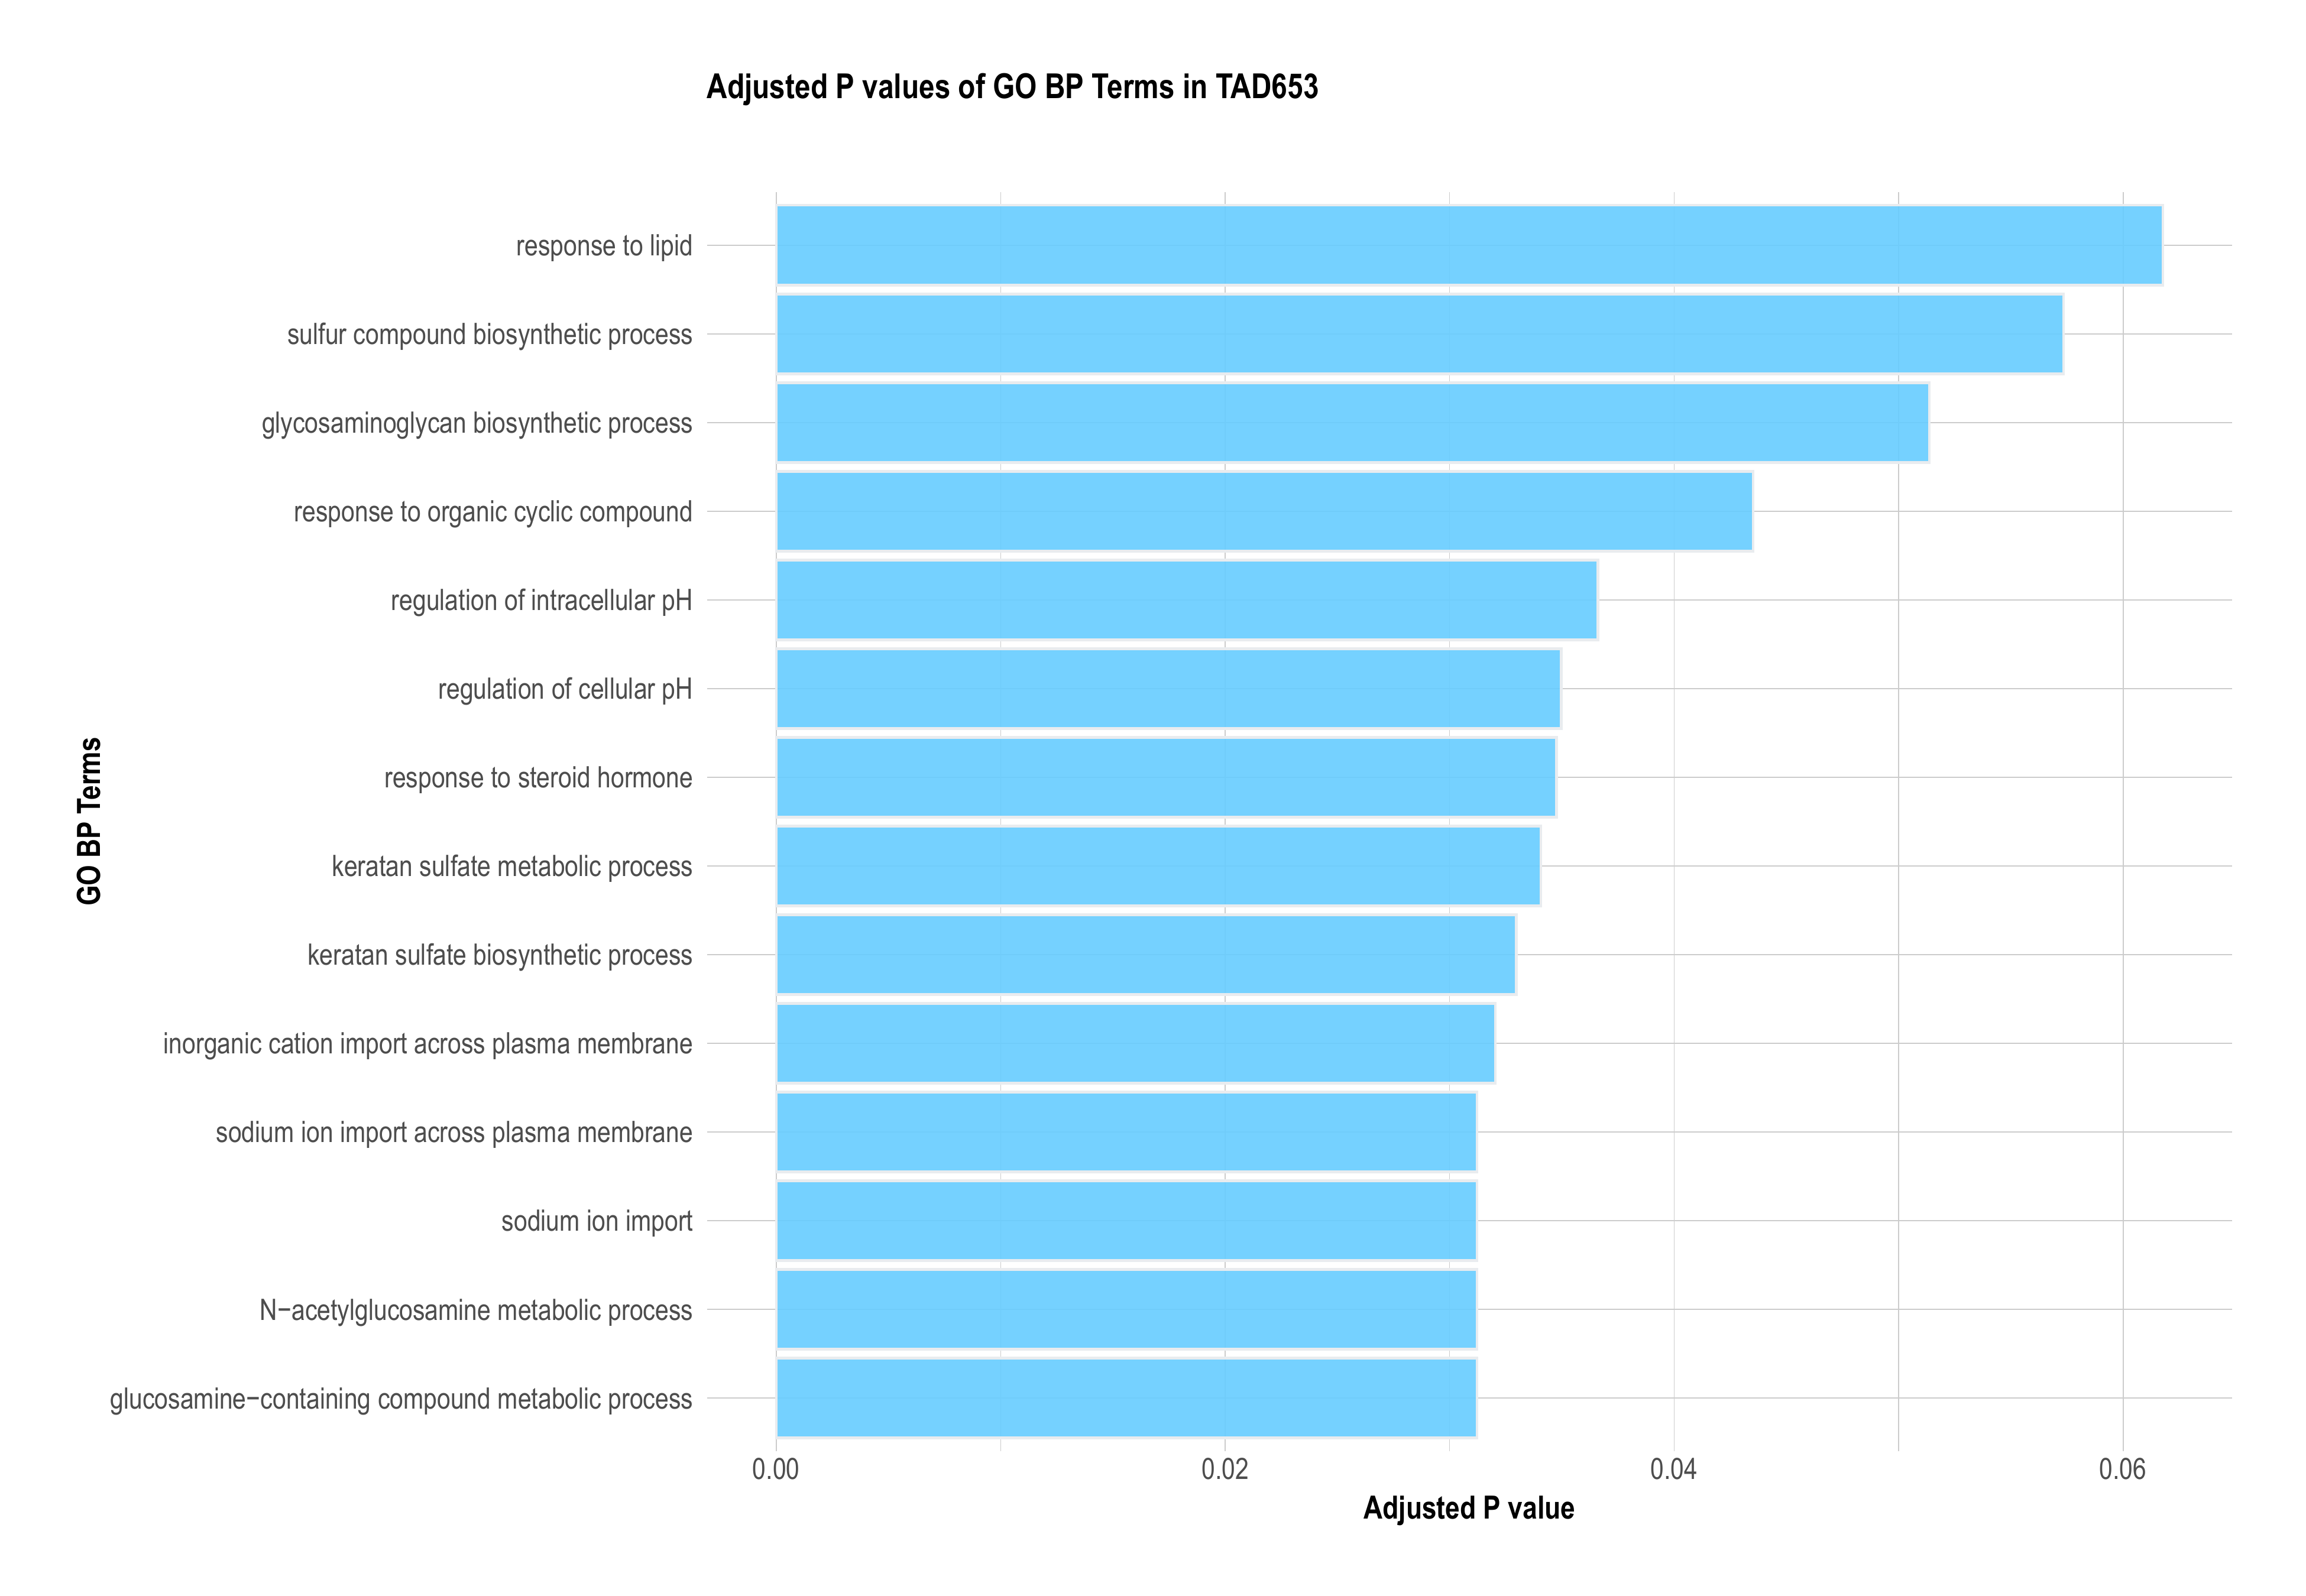 Adjusted P values of GO BP Terms in TAD653
response to lipid
sulfur compound biosynthetic process
glycosaminoglycan biosynthetic process
response to organic cyclic compound
regulation of intracellular pH
regulation of cellular pH
response to steroid hormone
keratan sulfate metabolic process
keratan sulfate biosynthetic process
inorganic cation import across plasma membrane
sodium ion import across plasma membrane
sodium ion import
N−acetylglucosamine metabolic process
glucosamine−containing compound metabolic process
GO BP Terms
0.00 0.02 0.04 0.06
Adjusted P value